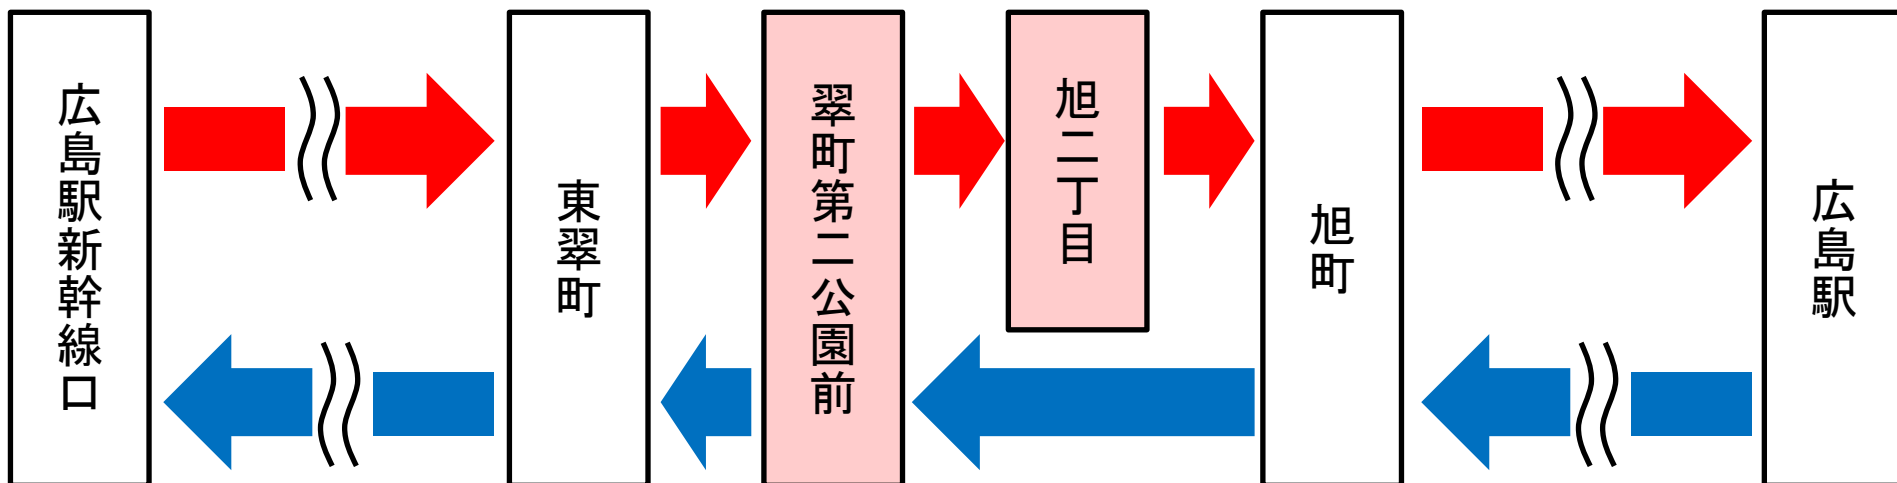 広島駅新幹線口
東翠町
翠町第二公園前
旭二丁目
旭町
広島駅